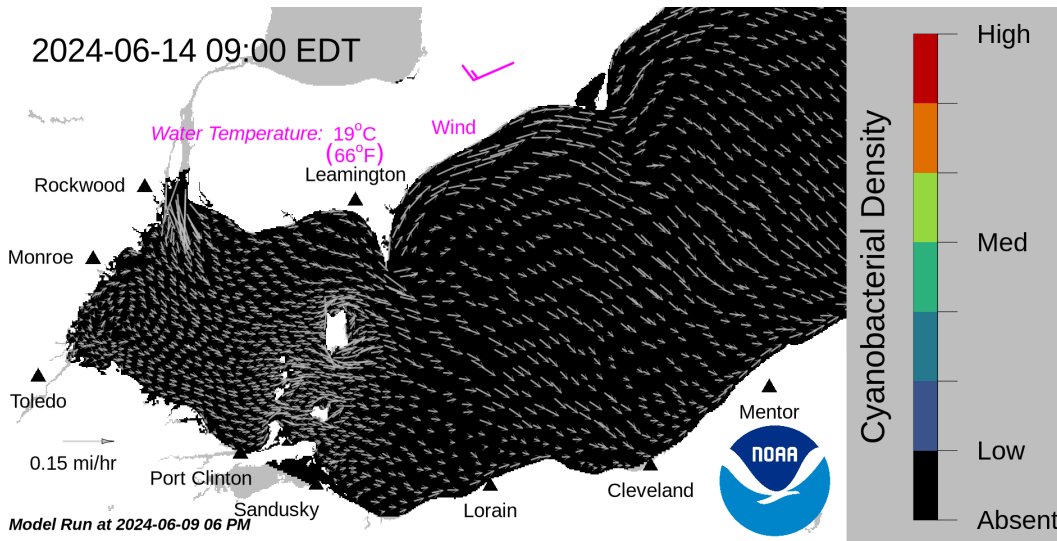 2024-06-14 09:00 EDT
Water Temperature: 19°C
(66°F)
Wind
Leamington
Rockwood
Monroe
Toledo
0.15 mi/hr
Port Clinton
Sandusky
Lorain
Cleveland
Mentor
NOAA
Model Run at 2024-06-09 06 PM
Cyanobacterial Density
High
Med
Low
Absent